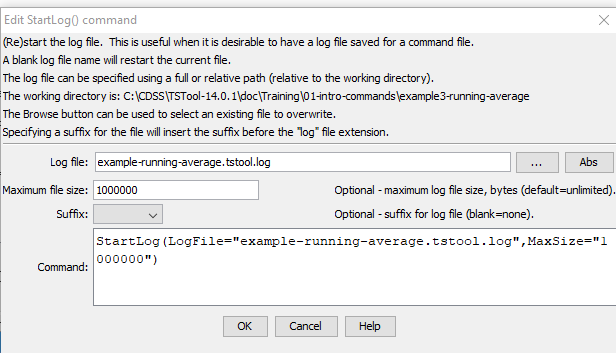 Edit StartLog() command
(Re)start the log file.  This is useful when it is desirable to have a log file saved for a command file.
A blank log file name will restart the current file.
The log file can be specified using a full or relative path (relative to the working directory).
The working directory is: C:\CDSS\TSTool-14.0.1\doc\Training\01-intro-commands\example3-running-average
The Browse button can be used to select an existing file to overwrite.
Specifying a suffix for the file will insert the suffix before the "log" file extension.
Log file: example-running-average.tstool.log ... Abs
Maximum file size: 1000000 Optional - maximum log file size, bytes (default=unlimited).
Suffix: Optional - suffix for log file (blank=none).
StartLog(LogFile="example-running-average.tstool.log",MaxSize="1
Command: 000000")
OK Cancel Help